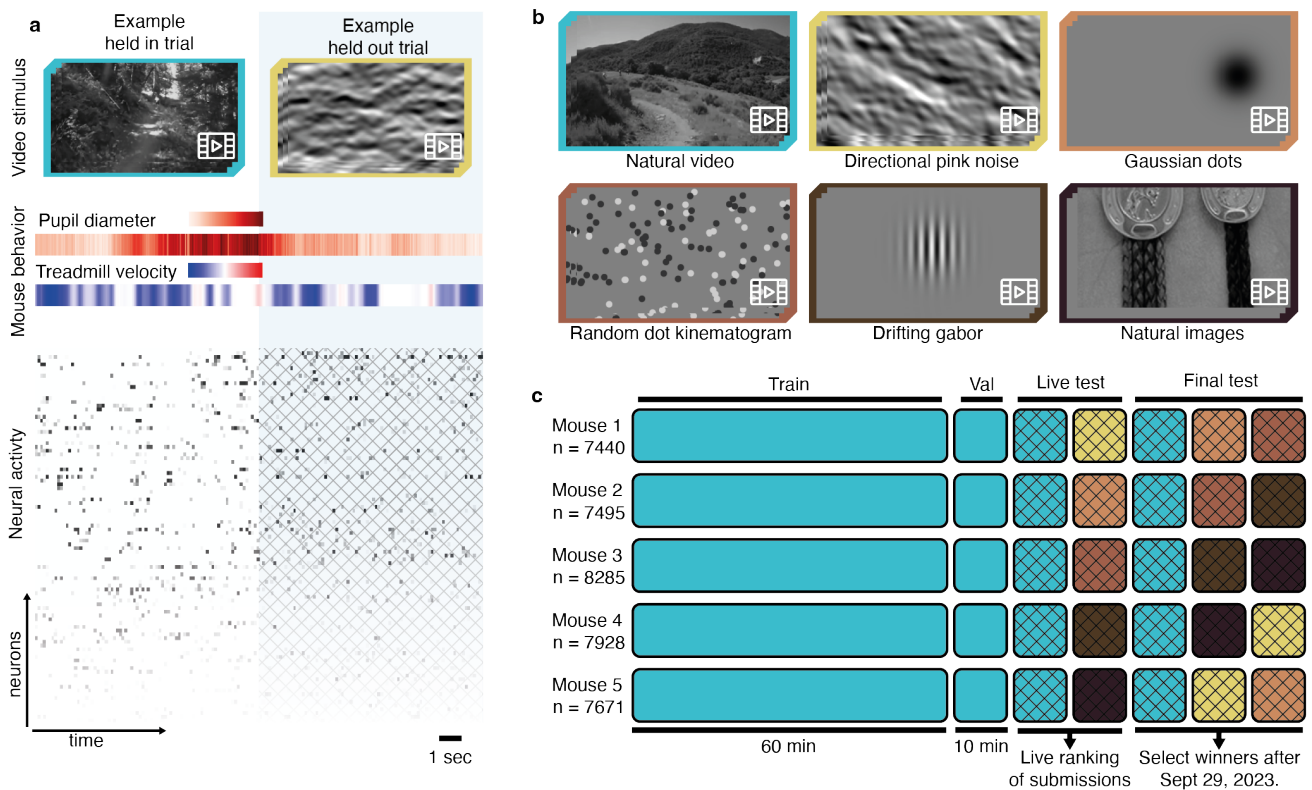 a
Example
held in trial
Example
held out trial
Video stimulus
Mouse behavior
Pupil diameter
Treadmill velocity
Neural activty
neurons
time
1 sec
b
Natural video
Directional pink noise
Gaussian dots
Random dot kinematogram
Drifting gabor
Natural images
c
Train
Val
Live test
Final test
Mouse 1
n = 7440
Mouse 2
n = 7495
Mouse 3
n = 8285
Mouse 4
n = 7928
Mouse 5
n = 7671
60 min
10 min
Live ranking
of submissions
Select winners after
Sept 29, 2023.